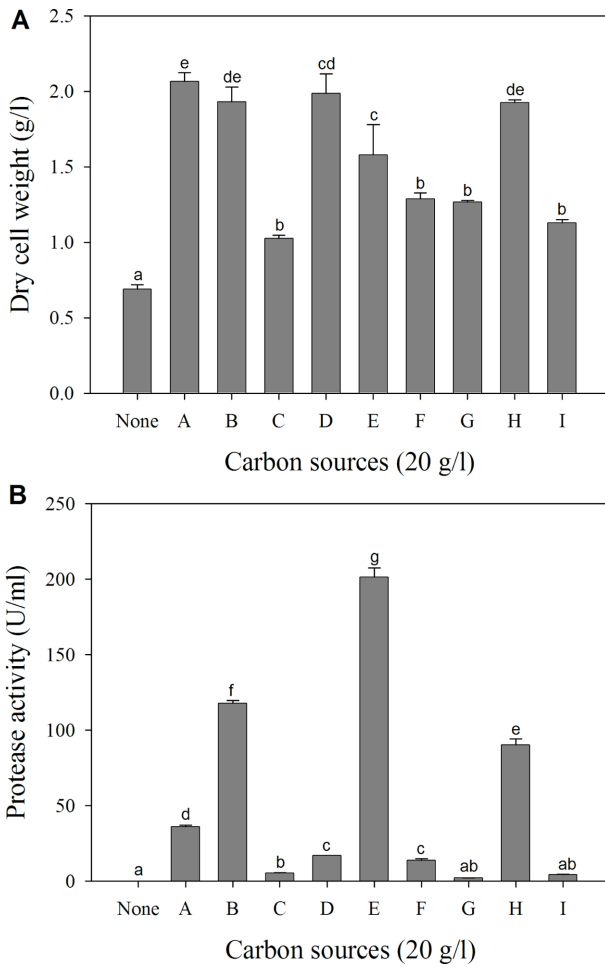 A
Dry cell weight (g/l)
2.5
2.0
1.5
1.0
0.5
0.0
a
e
de
b
cd
c
b
b
de
b
None A B C D E F G H I
Carbon sources (20 g/l)
B
Protease activity (U/ml)
250
200
150
100
50
0
a
d
f
b
c
g
c
ab
e
ab
None A B C D E F G H I
Carbon sources (20 g/l)